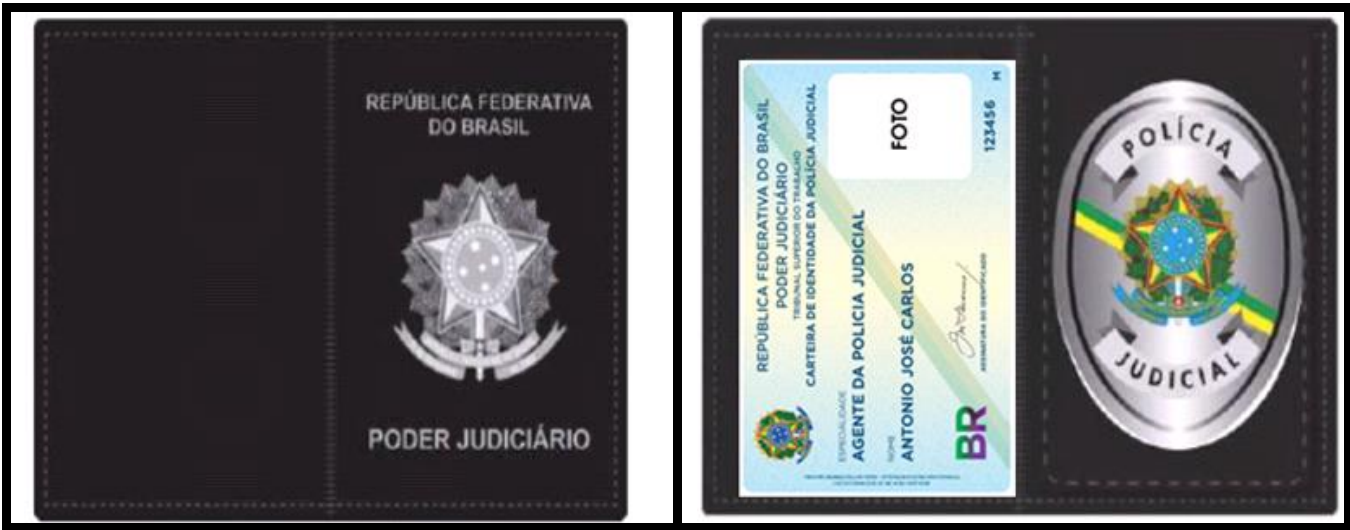 REPÚBLICA FEDERATIVA
DO BRASIL
PODER JUDICIÁRIO
REPÚBLICA FEDERATIVA DO BRASIL
PODER JUDICIÁRIO
TRIBUNAL SUPERIOR DO TRABALHO
CARTEIRA DE IDENTIDADE DA POLÍCIA JUDICIAL
FOTO
123456
M
ESPECIALIDADE
AGENTE DA POLICIA JUDICIAL
NOME
ANTONIO JOSÉ CARLOS
ASSINATURA DO IDENTIFICADO
BR
POLÍCIA
JUDICIAL